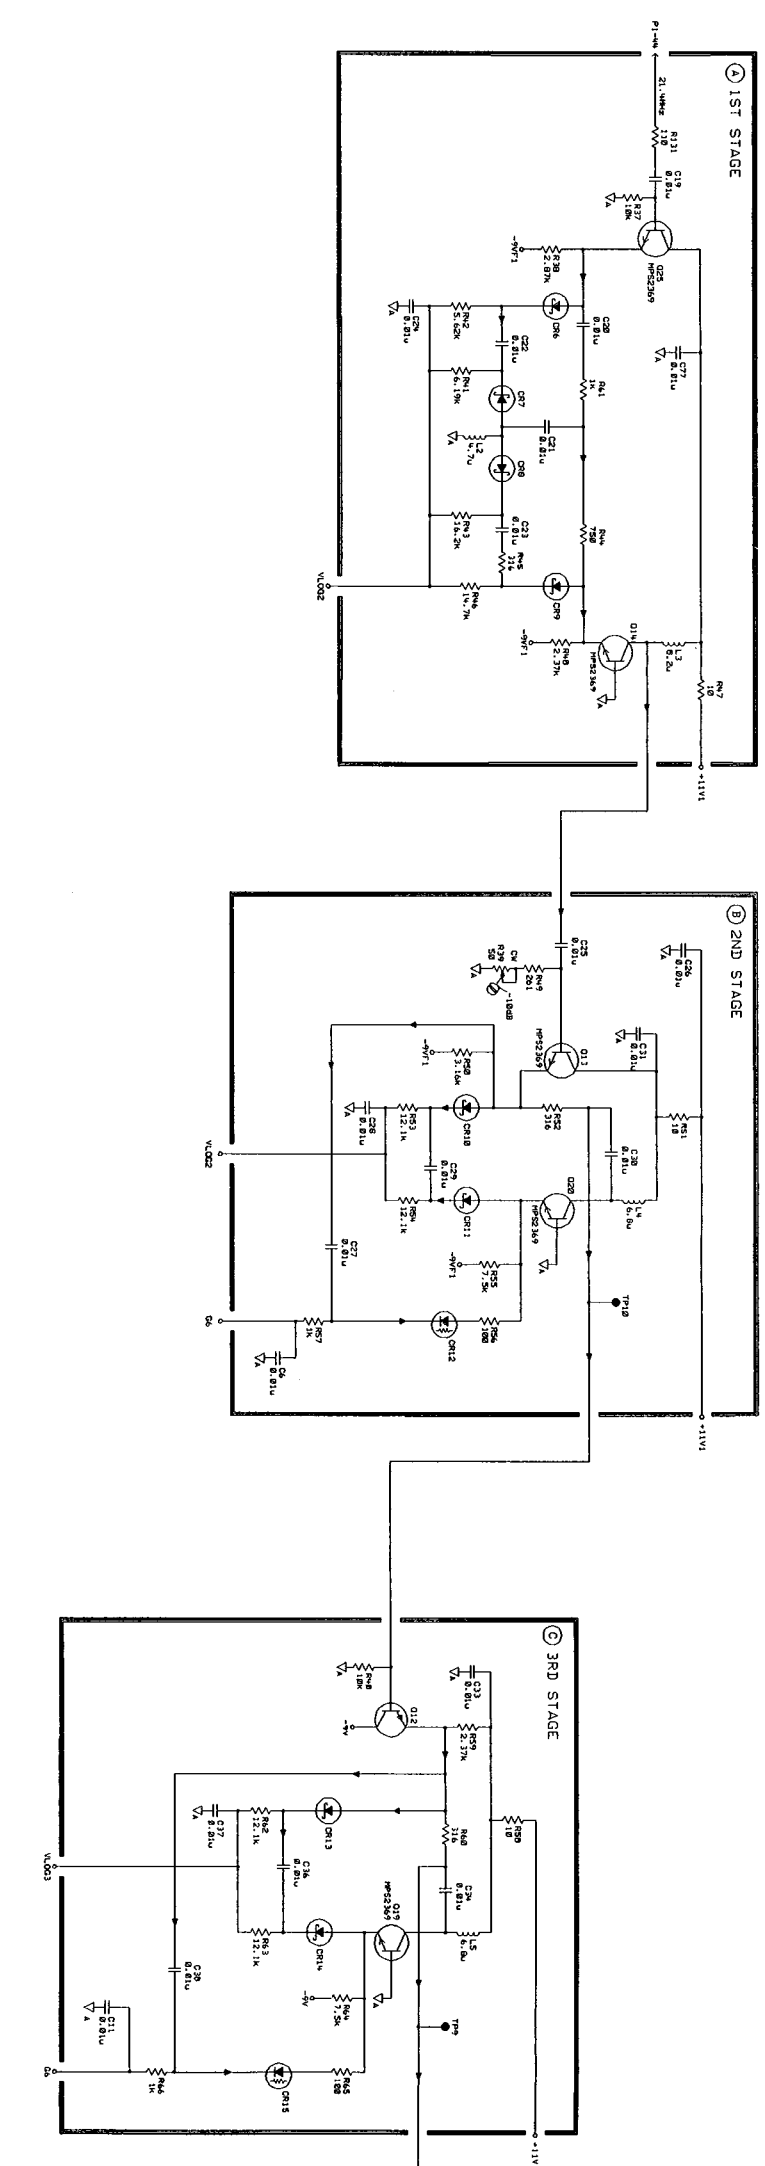 A 1ST STAGE
P1-44
21.4MHz
R131
110
C19
0.01u
R37
10k
Q25
MPS2369
-9VF1
R38
2.87k
C77
0.01u
C20
0.01u
R61
1k
CR6
C24
0.01u
A
R42
5.62k
C22
0.01u
R41
6.19k
CR7
C21
0.01u
L2
4.7u
CR8
R43
16.2k
C23
0.01u
R45
316
R44
750
R46
14.7k
CR9
VLOG2
-9VF1
R48
2.37k
Q14
MPS2369
L3
R47
10
+11V1
B 2ND STAGE
C26
0.01u
C25
0.01u
R39
50
CW
-10dB
R49
261
C31
0.01u
Q13
MPS2369
R51
10
-9VF1
R50
3.16k
CR10
R52
316
C30
0.01u
C28
0.01u
R53
12.1k
C29
0.01u
R54
12.1k
CR11
Q20
MPS2369
L4
6.8u
VLOG2
C27
0.01u
-9VF1
R55
7.5k
TP10
G6
R57
1k
C6
0.01u
CR12
R56
100
+11V1
C 3RD STAGE
C33
0.01u
10k
Q12
-9V
R59
2.37k
R58
10
C37
0.01u
R62
12.1k
CR13
R60
316
C36
0.01u
C34
0.01u
VLOG3
R63
12.1k
CR14
Q19
MPS2369
L5
6.8u
C38
0.01u
-9V
R64
7.5k
TP9
C11
0.01u
G6
R66
1k
CR15
R65
100
+11V